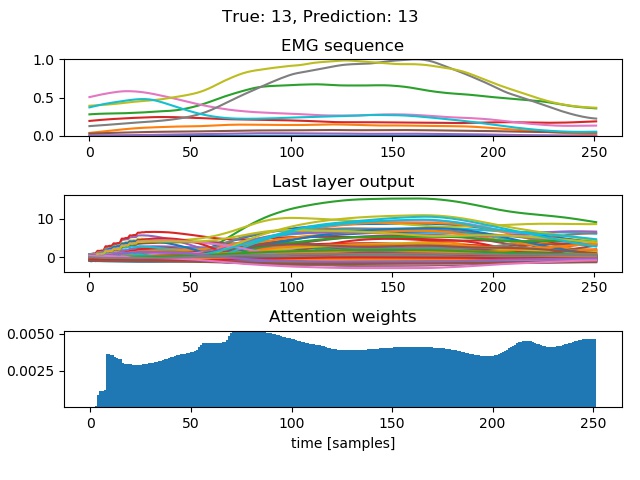 True: 13, Prediction: 13
EMG sequence
1.0
0.5
0.0
0 50 100 150 200 250
Last layer output
10
0
0 50 100 150 200 250
Attention weights
0.0050
0.0025
0 50 100 150 200 250
time [samples]